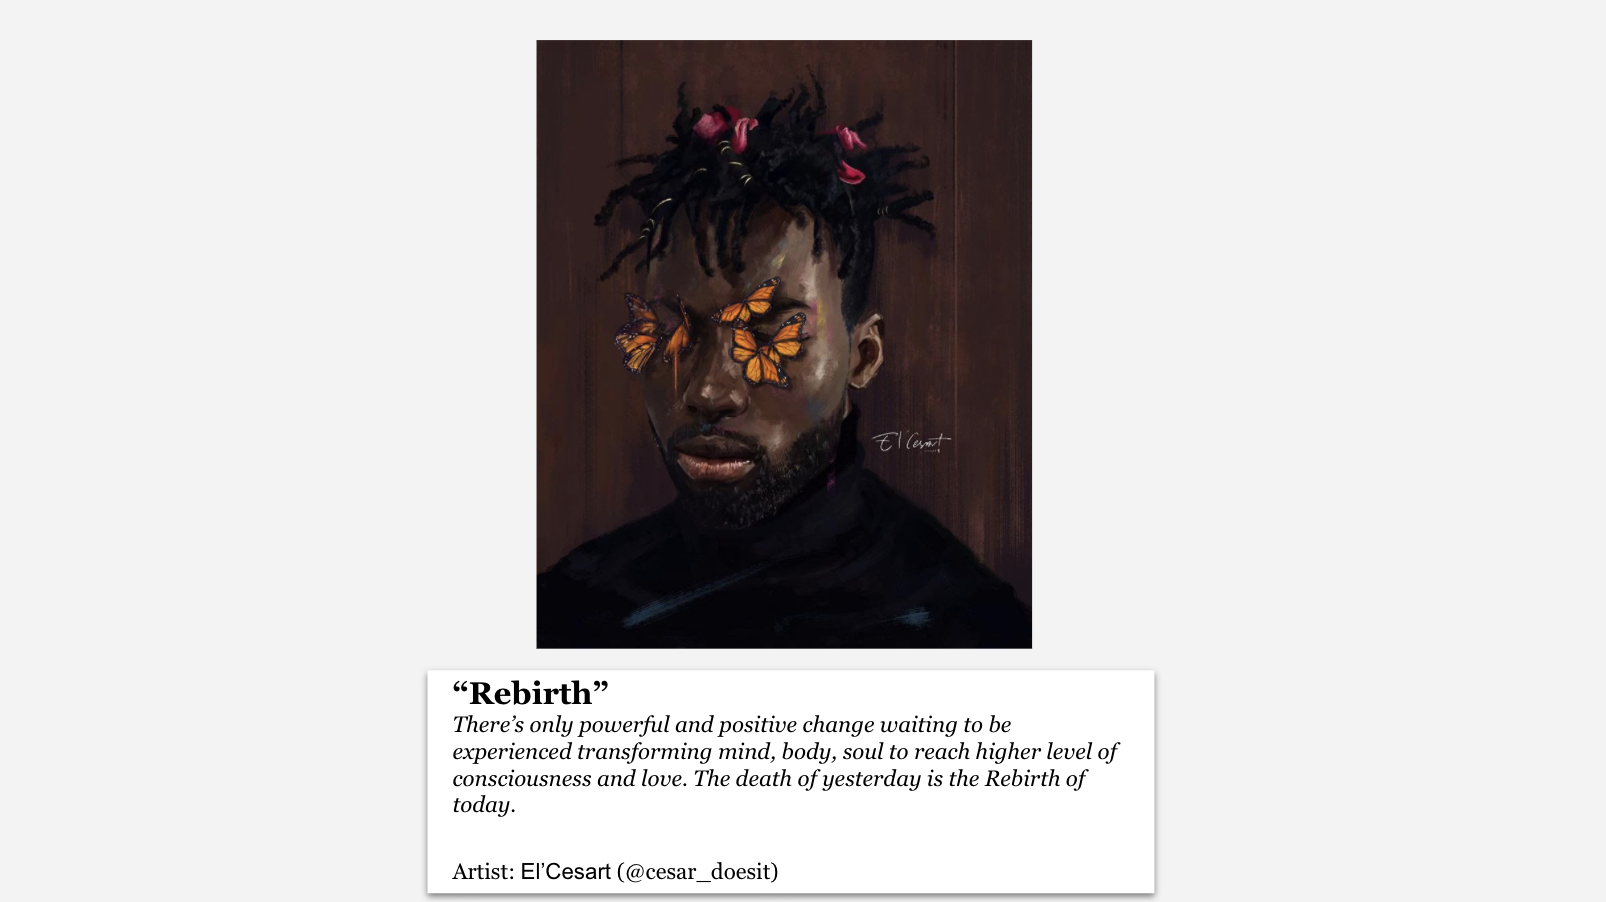 El'Cesart
“Rebirth”
There’s only powerful and positive change waiting to be
experienced transforming mind, body, soul to reach higher level of
consciousness and love. The death of yesterday is the Rebirth of
today.
Artist: El’Cesart (@cesar_doesit)